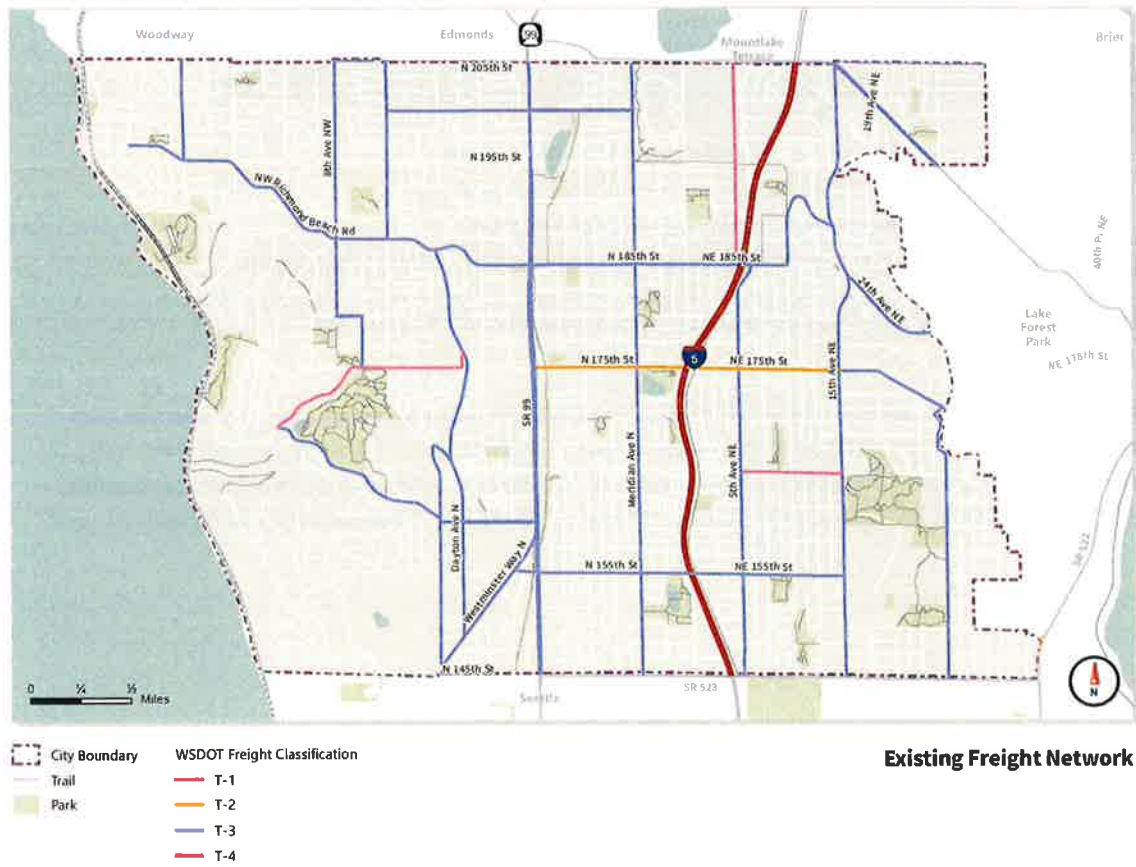 Woodway
Edmonds
99
Mountlake
Terrace
Brier
N 205th St
8th Ave NW
19th Ave NE
N 195th St
NW Richmond Beach Rd
40th Pl NE
N 185th St
NE 185th St
24th Ave NE
Lake
Forest
Park
NE 178th St
5
N 175th St
NE 175th St
15th Ave NE
SR 99
Meridian Ave N
5th Ave NE
Dayton Ave N
Westminster Way N
N 155th St
NE 155th St
SR 522
N 145th St
SR 523
Seattle
0 ¼ ½ Miles
N
City Boundary
Trail
Park
WSDOT Freight Classification
T-1
T-2
T-3
T-4
Existing Freight Network